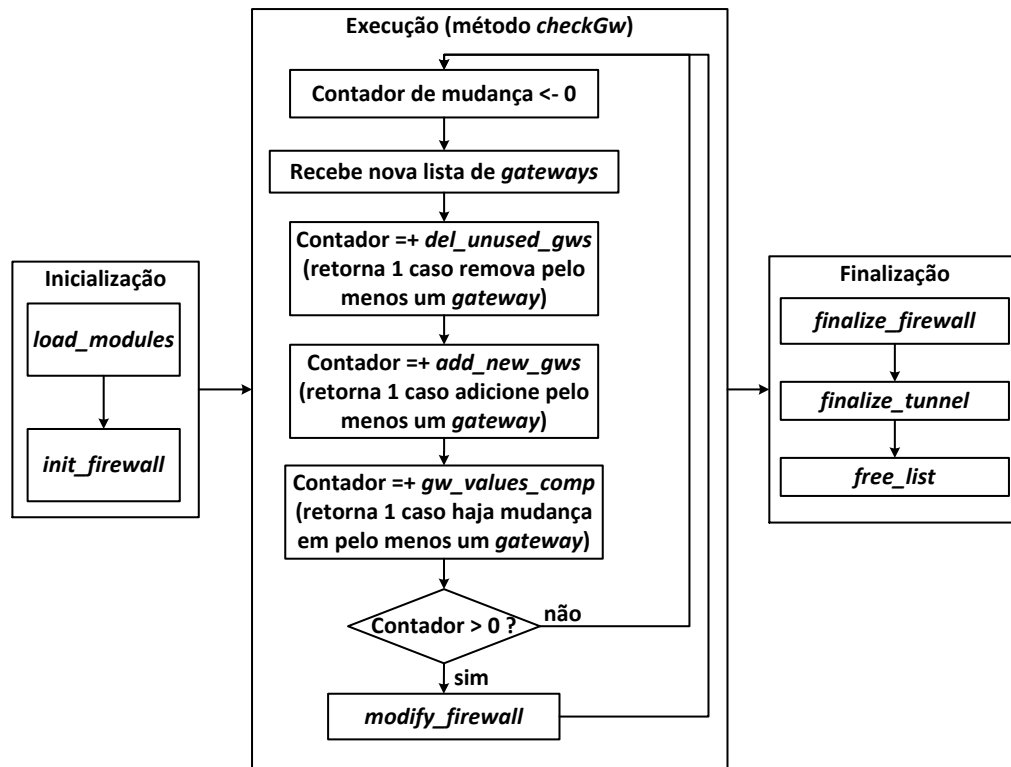 Inicialização
load_modules
init_firewall
Execução (método checkGw)
Contador de mudança <- 0
Recebe nova lista de gateways
Contador =+ del_unused_gws
(retorna 1 caso remova pelo
menos um gateway)
Contador =+ add_new_gws
(retorna 1 caso adicione pelo
menos um gateway)
Contador =+ gw_values_comp
(retorna 1 caso haja mudança
em pelo menos um gateway)
Contador > 0 ?
não
sim
modify_firewall
Finalização
finalize_firewall
finalize_tunnel
free_list